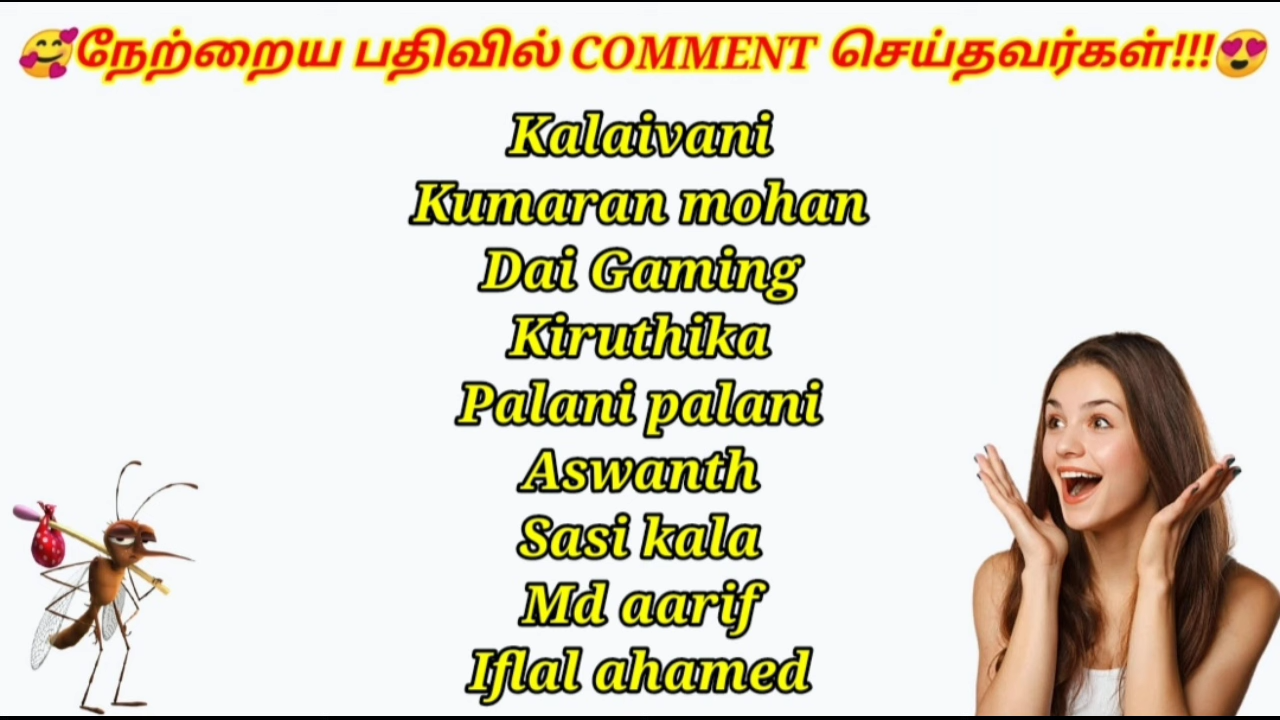 நேற்றைய பதிவில் COMMENT செய்தவர்கள்!!!
Kalaivani
Kumaran mohan
Dai Gaming
Kiruthika
Palani palani
Aswanth
Sasi kala
Md aarif
Iflal ahamed